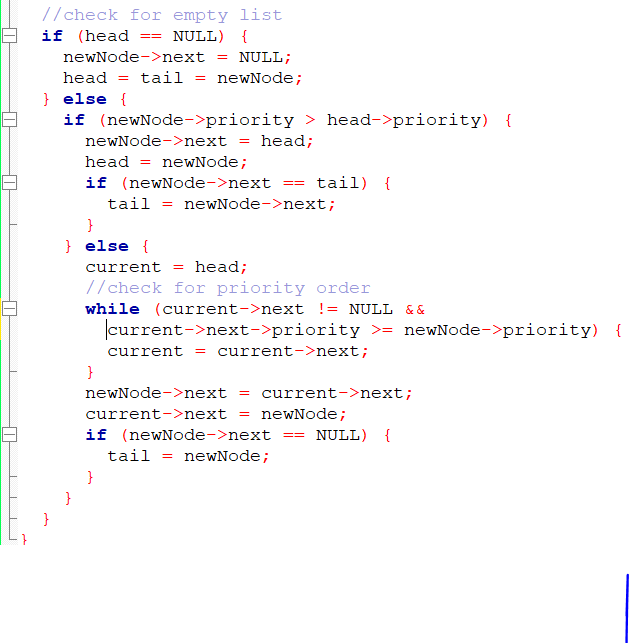 //check for empty list
if (head == NULL) {
newNode->next = NULL;
head = tail = newNode;
} else {
if (newNode->priority > head->priority) {
newNode->next = head;
head = newNode;
if (newNode->next == tail) {
tail = newNode->next;
}
} else {
current = head;
//check for priority order
while (current->next != NULL &&
current->next->priority >= newNode->priority) {
current = current->next;
}
newNode->next = current->next;
current->next = newNode;
if (newNode->next == NULL) {
tail = newNode;
}
}
}
}